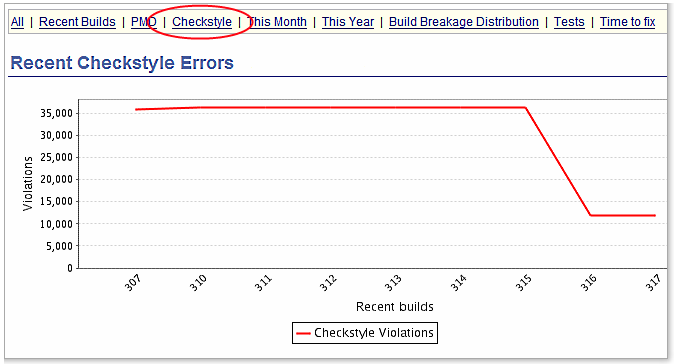 All | Recent Builds | PMD | Checkstyle | This Month | This Year | Build Breakage Distribution | Tests | Time to fix
Recent Checkstyle Errors
35,000
30,000
25,000
20,000
15,000
10,000
5,000
0
Violations
307 310 311 312 313 314 315 316 317
Recent builds
Checkstyle Violations